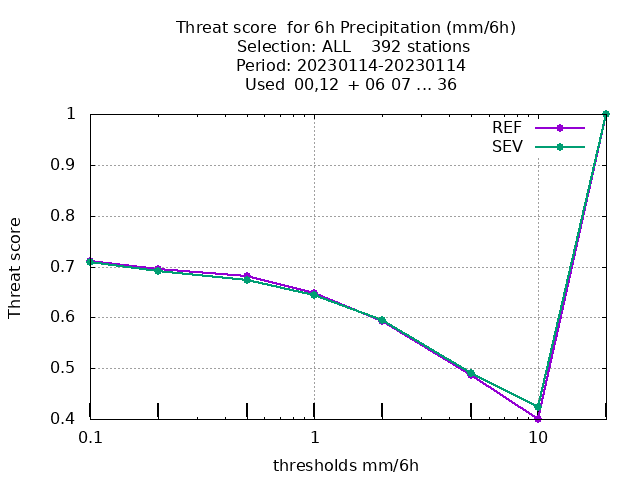 Threat score  for 6h Precipitation (mm/6h)
Selection: ALL    392 stations
Period: 20230114-20230114
Used  00,12  + 06 07 ... 36
REF
SEV
1
0.9
0.8
0.7
0.6
0.5
0.4
Threat score
0.1
1
10
thresholds mm/6h